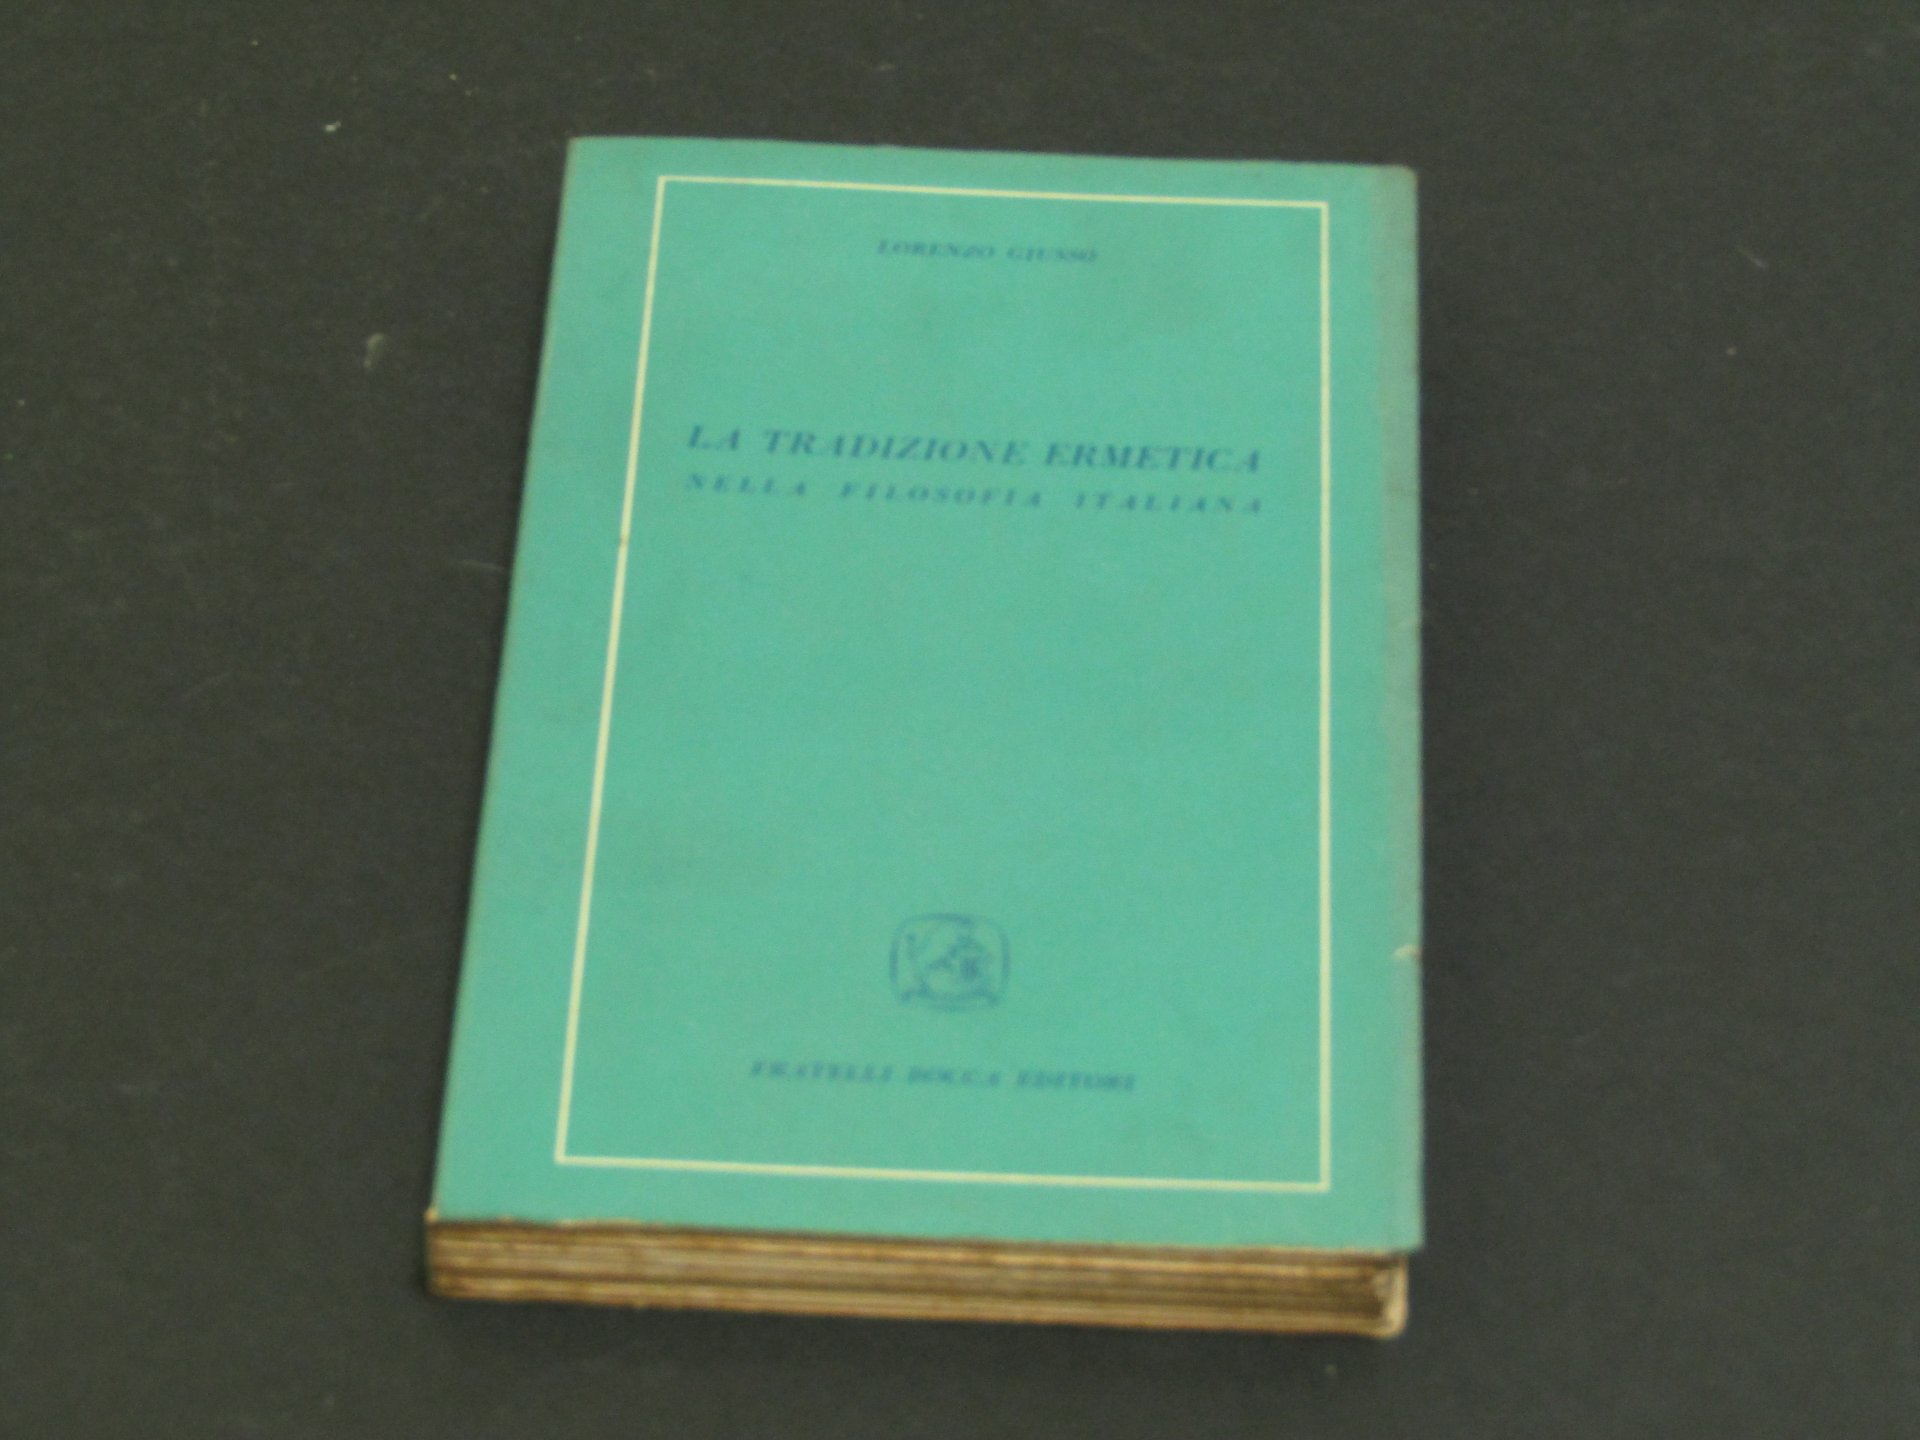 LORENZO GIUSSO
LA TRADIZIONE ERMETICA
NELLA FILOSOFIA ITALIANA
FRATELLI BOCCA EDITORI